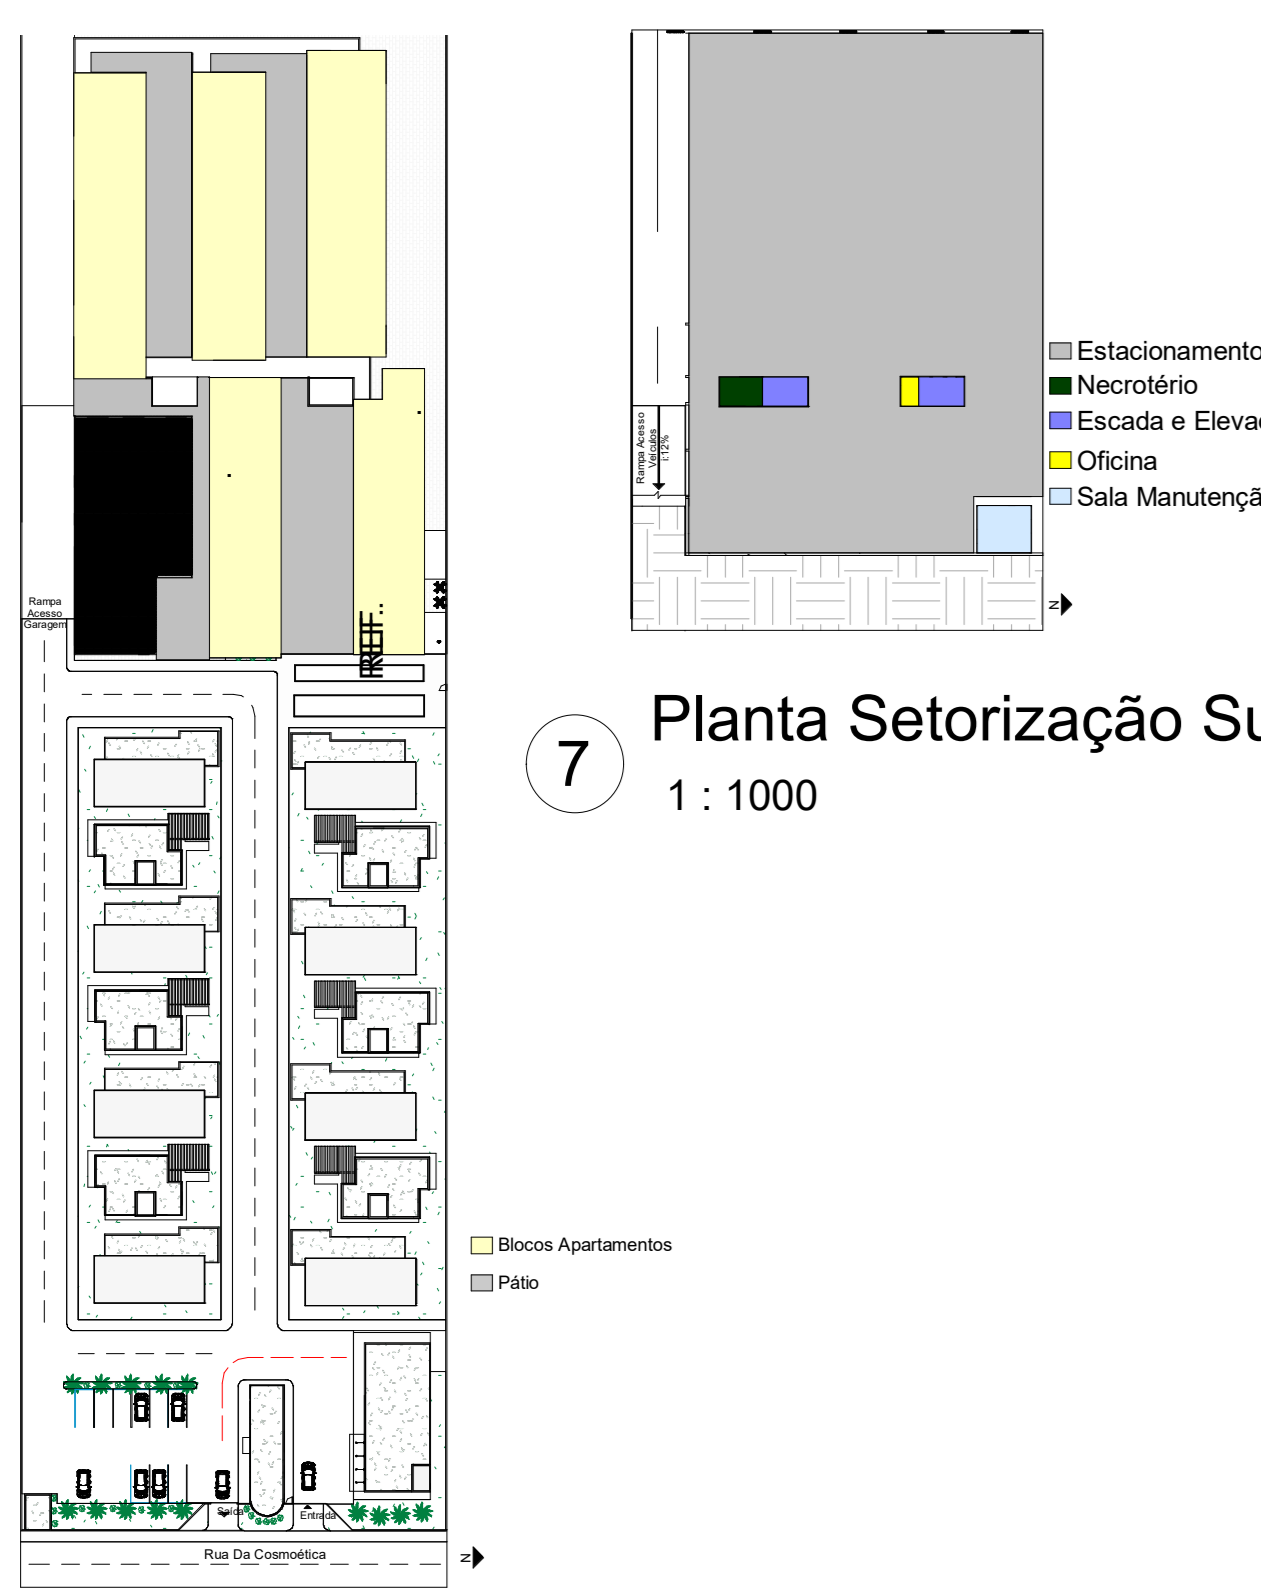 Rampa Acesso
Veículos
i:12%
Estacionamento
Necrotério
Escada e Eleva
Oficina
Sala Manutençã
N
Rampa
Acesso
Garagem
7
Planta Setorização Su
1 : 1000
Blocos Apartamentos
Pátio
Saída
Entrada
Rua Da Cosmoética
N